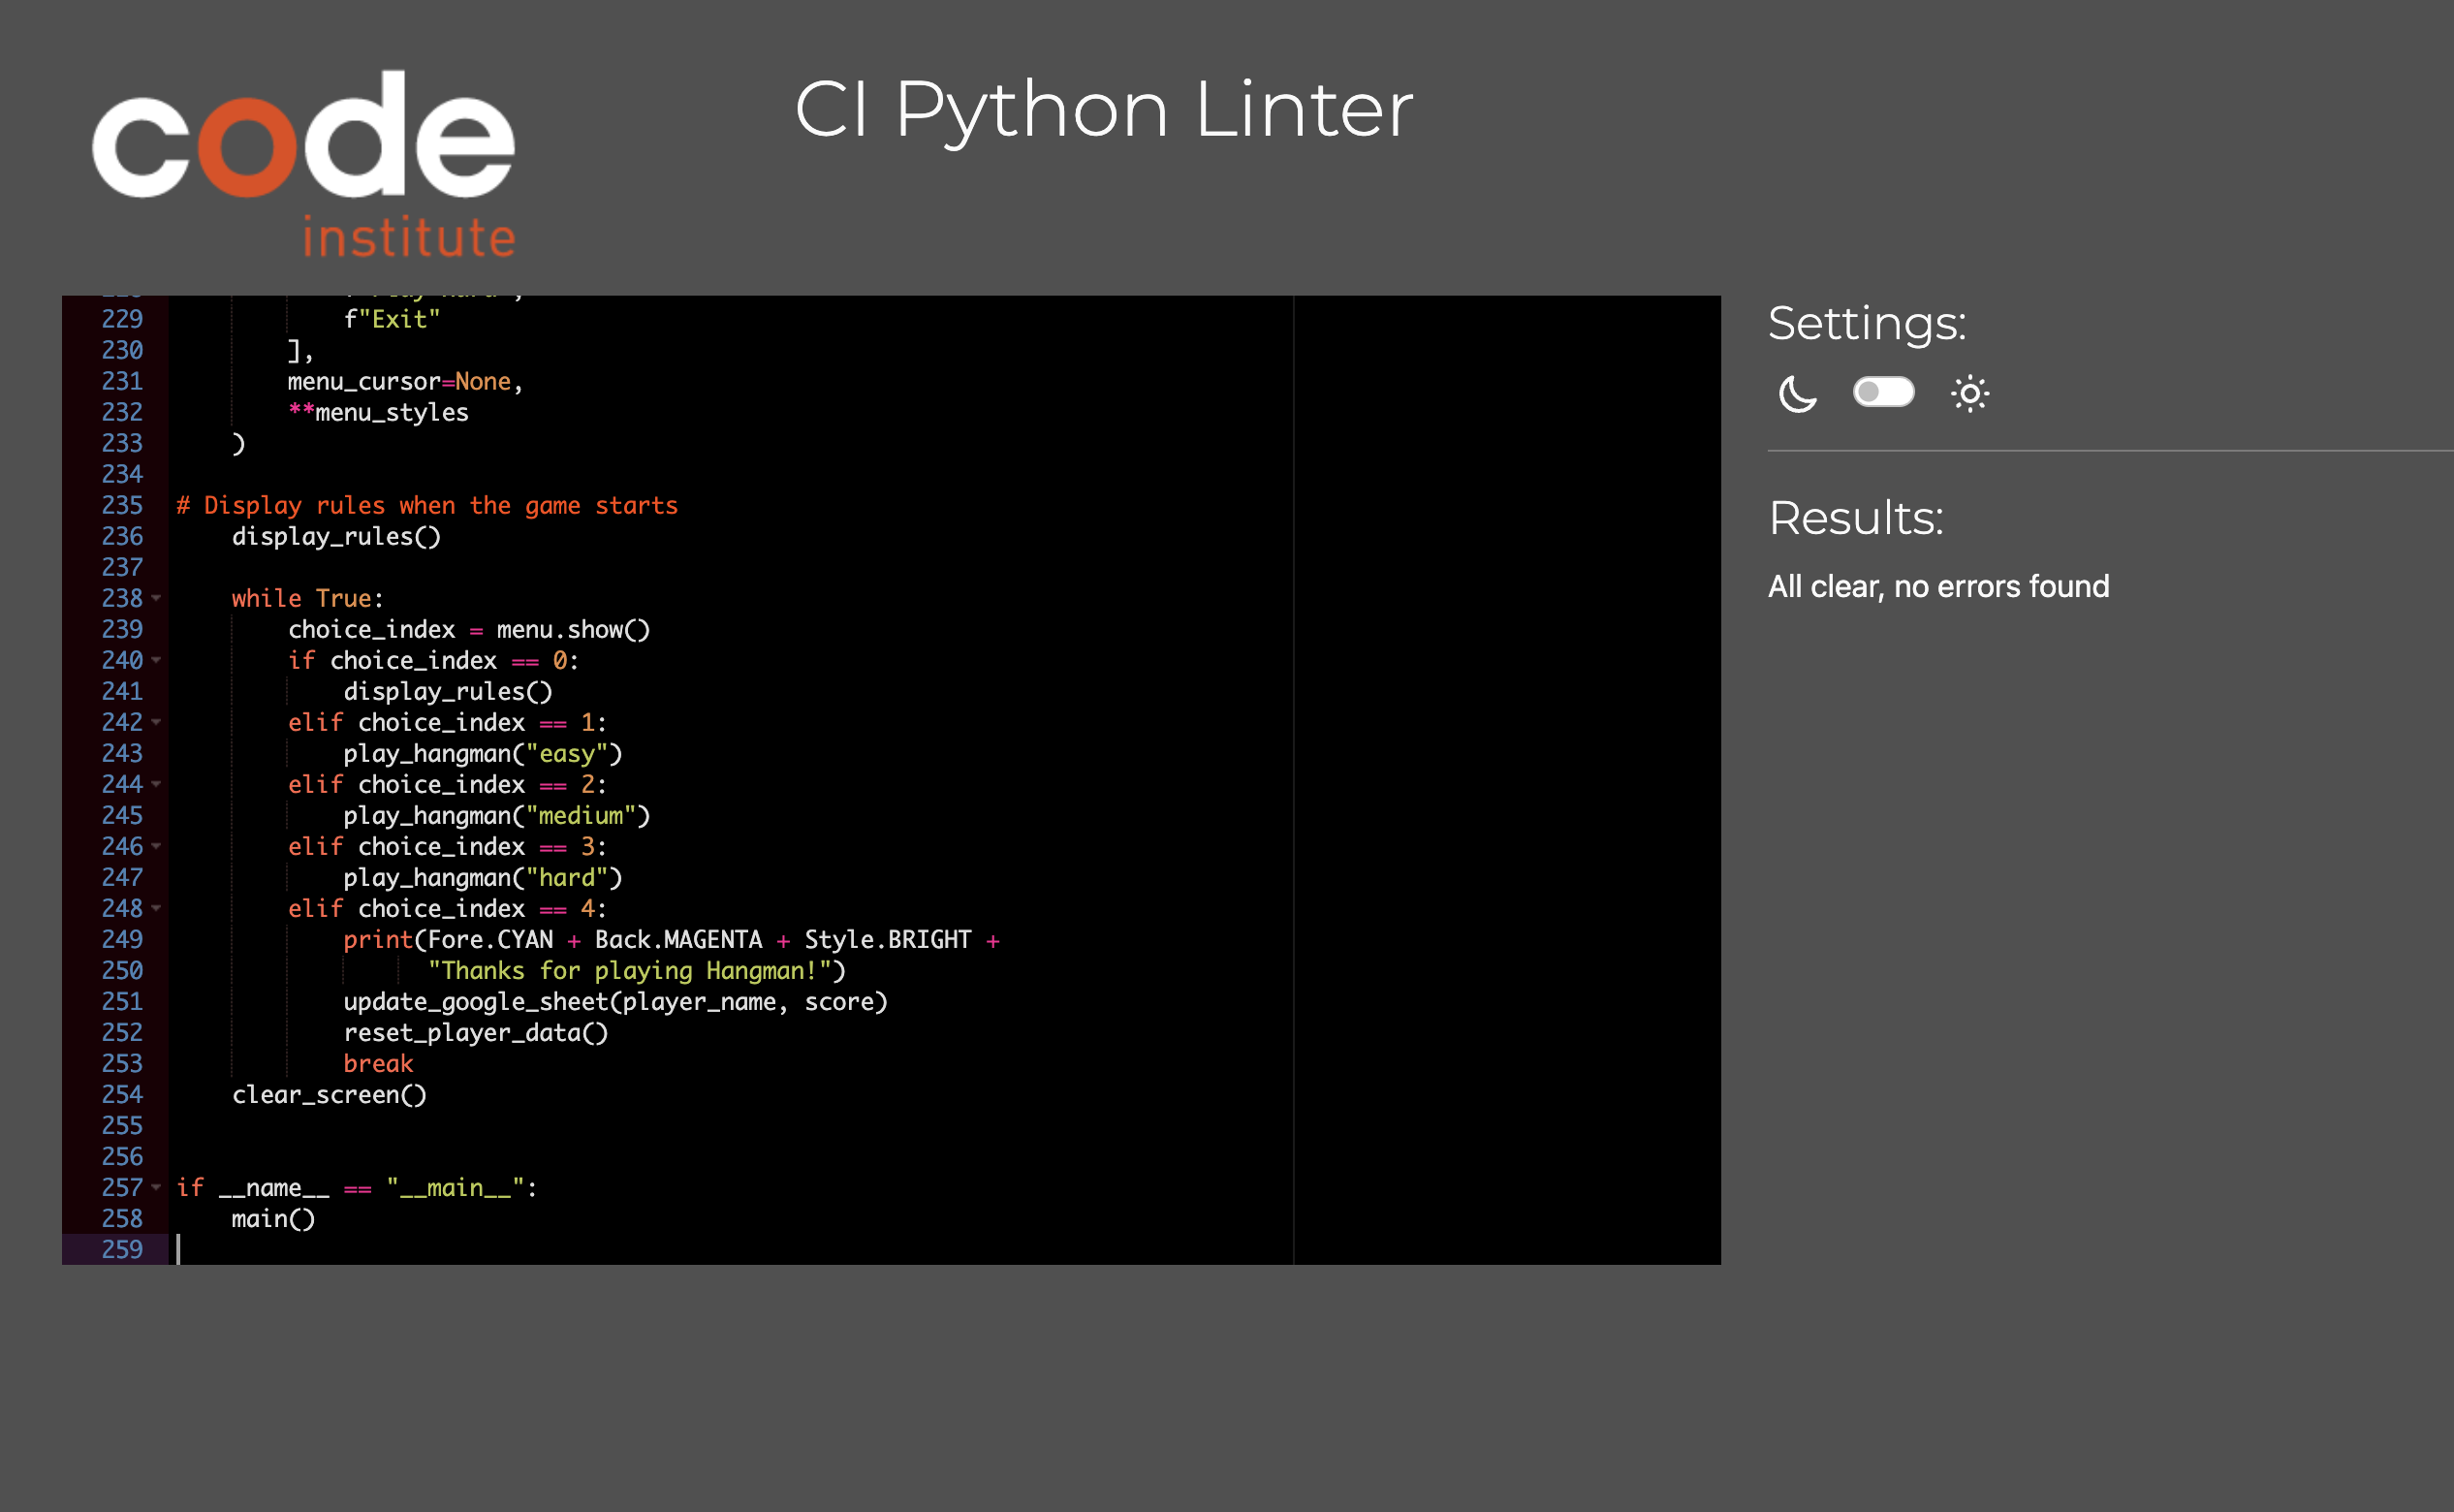 code
institute
CI Python Linter
229 f"Exit"
230 ],
231 menu_cursor=None,
232 **menu_styles
233 )
234
235 # Display rules when the game starts
236 display_rules()
237
238 while True:
239 choice_index = menu.show()
240 if choice_index == 0:
241 display_rules()
242 elif choice_index == 1:
243 play_hangman("easy")
244 elif choice_index == 2:
245 play_hangman("medium")
246 elif choice_index == 3:
247 play_hangman("hard")
248 elif choice_index == 4:
249 print(Fore.CYAN + Back.MAGENTA + Style.BRIGHT +
250 "Thanks for playing Hangman!")
251 update_google_sheet(player_name, score)
252 reset_player_data()
253 break
254 clear_screen()
255
256
257 if __name__ == "__main__":
258 main()
259
Settings:
Results:
All clear, no errors found